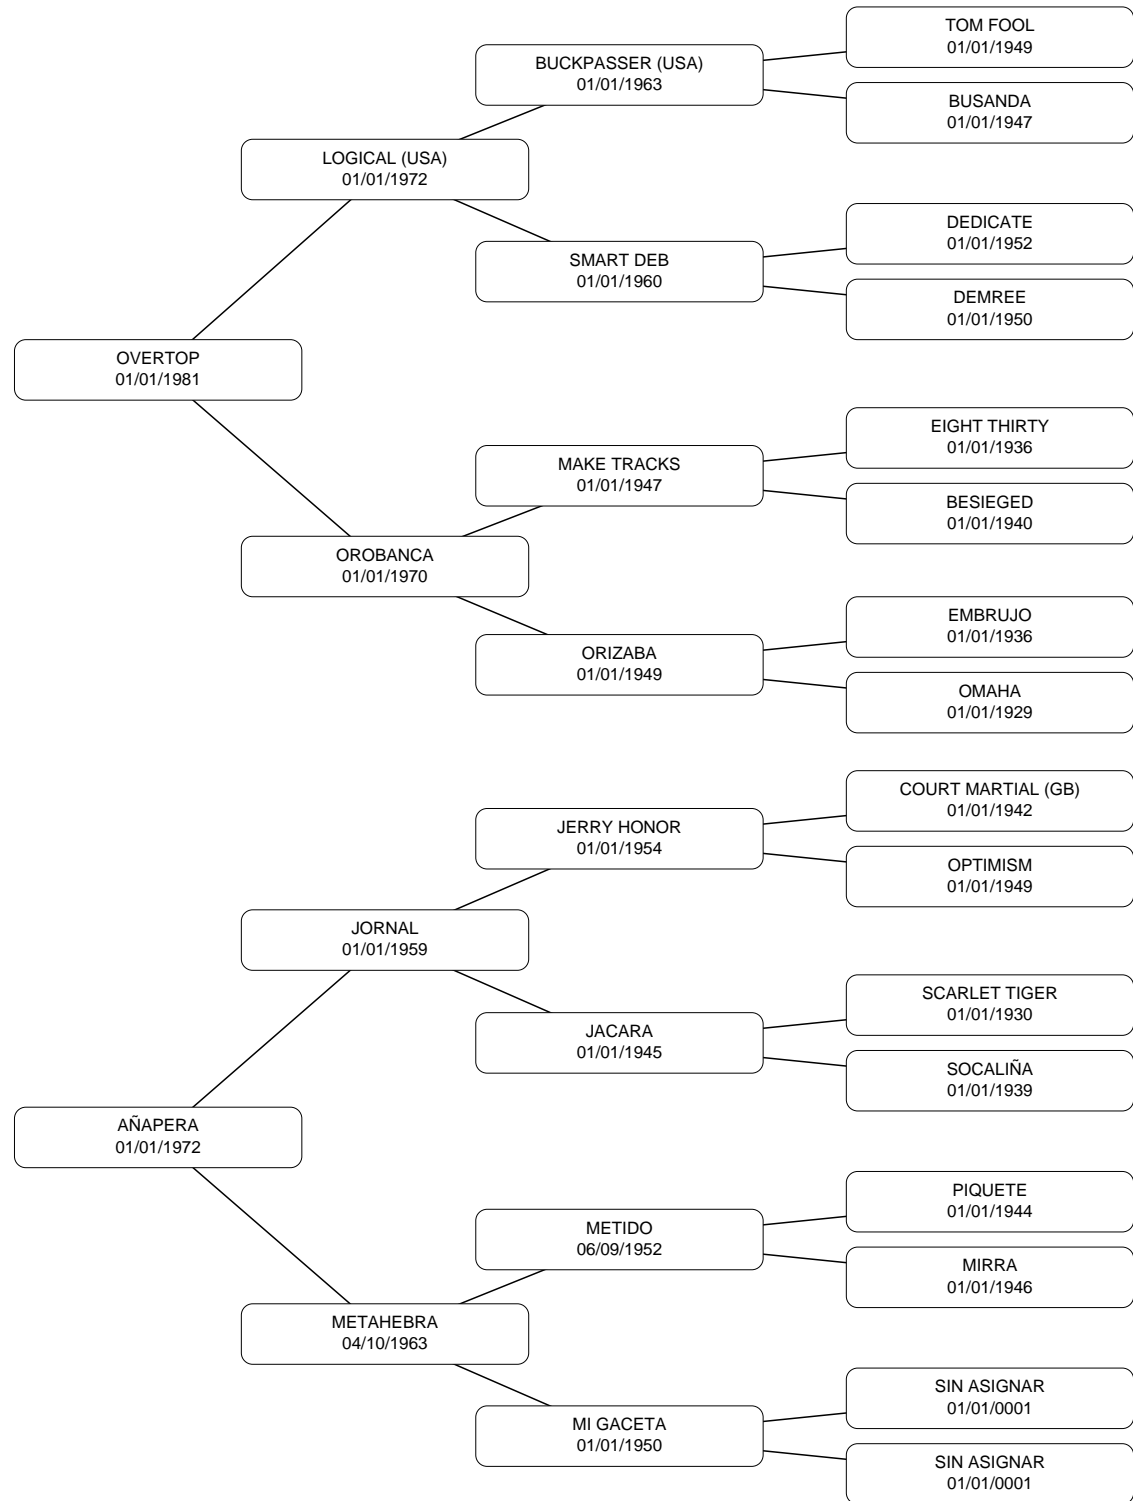 TOM FOOL
01/01/1949
BUCKPASSER (USA)
01/01/1963
BUSANDA
01/01/1947
LOGICAL (USA)
01/01/1972
DEDICATE
01/01/1952
SMART DEB
01/01/1960
DEMREE
01/01/1950
OVERTOP
01/01/1981
EIGHT THIRTY
01/01/1936
MAKE TRACKS
01/01/1947
BESIEGED
01/01/1940
OROBANCA
01/01/1970
EMBRUJO
01/01/1936
ORIZABA
01/01/1949
OMAHA
01/01/1929
COURT MARTIAL (GB)
01/01/1942
JERRY HONOR
01/01/1954
OPTIMISM
01/01/1949
JORNAL
01/01/1959
SCARLET TIGER
01/01/1930
JACARA
01/01/1945
SOCALIÑA
01/01/1939
AÑAPERA
01/01/1972
PIQUETE
01/01/1944
METIDO
06/09/1952
MIRRA
01/01/1946
METAHEBRA
04/10/1963
SIN ASIGNAR
01/01/0001
MI GACETA
01/01/1950
SIN ASIGNAR
01/01/0001